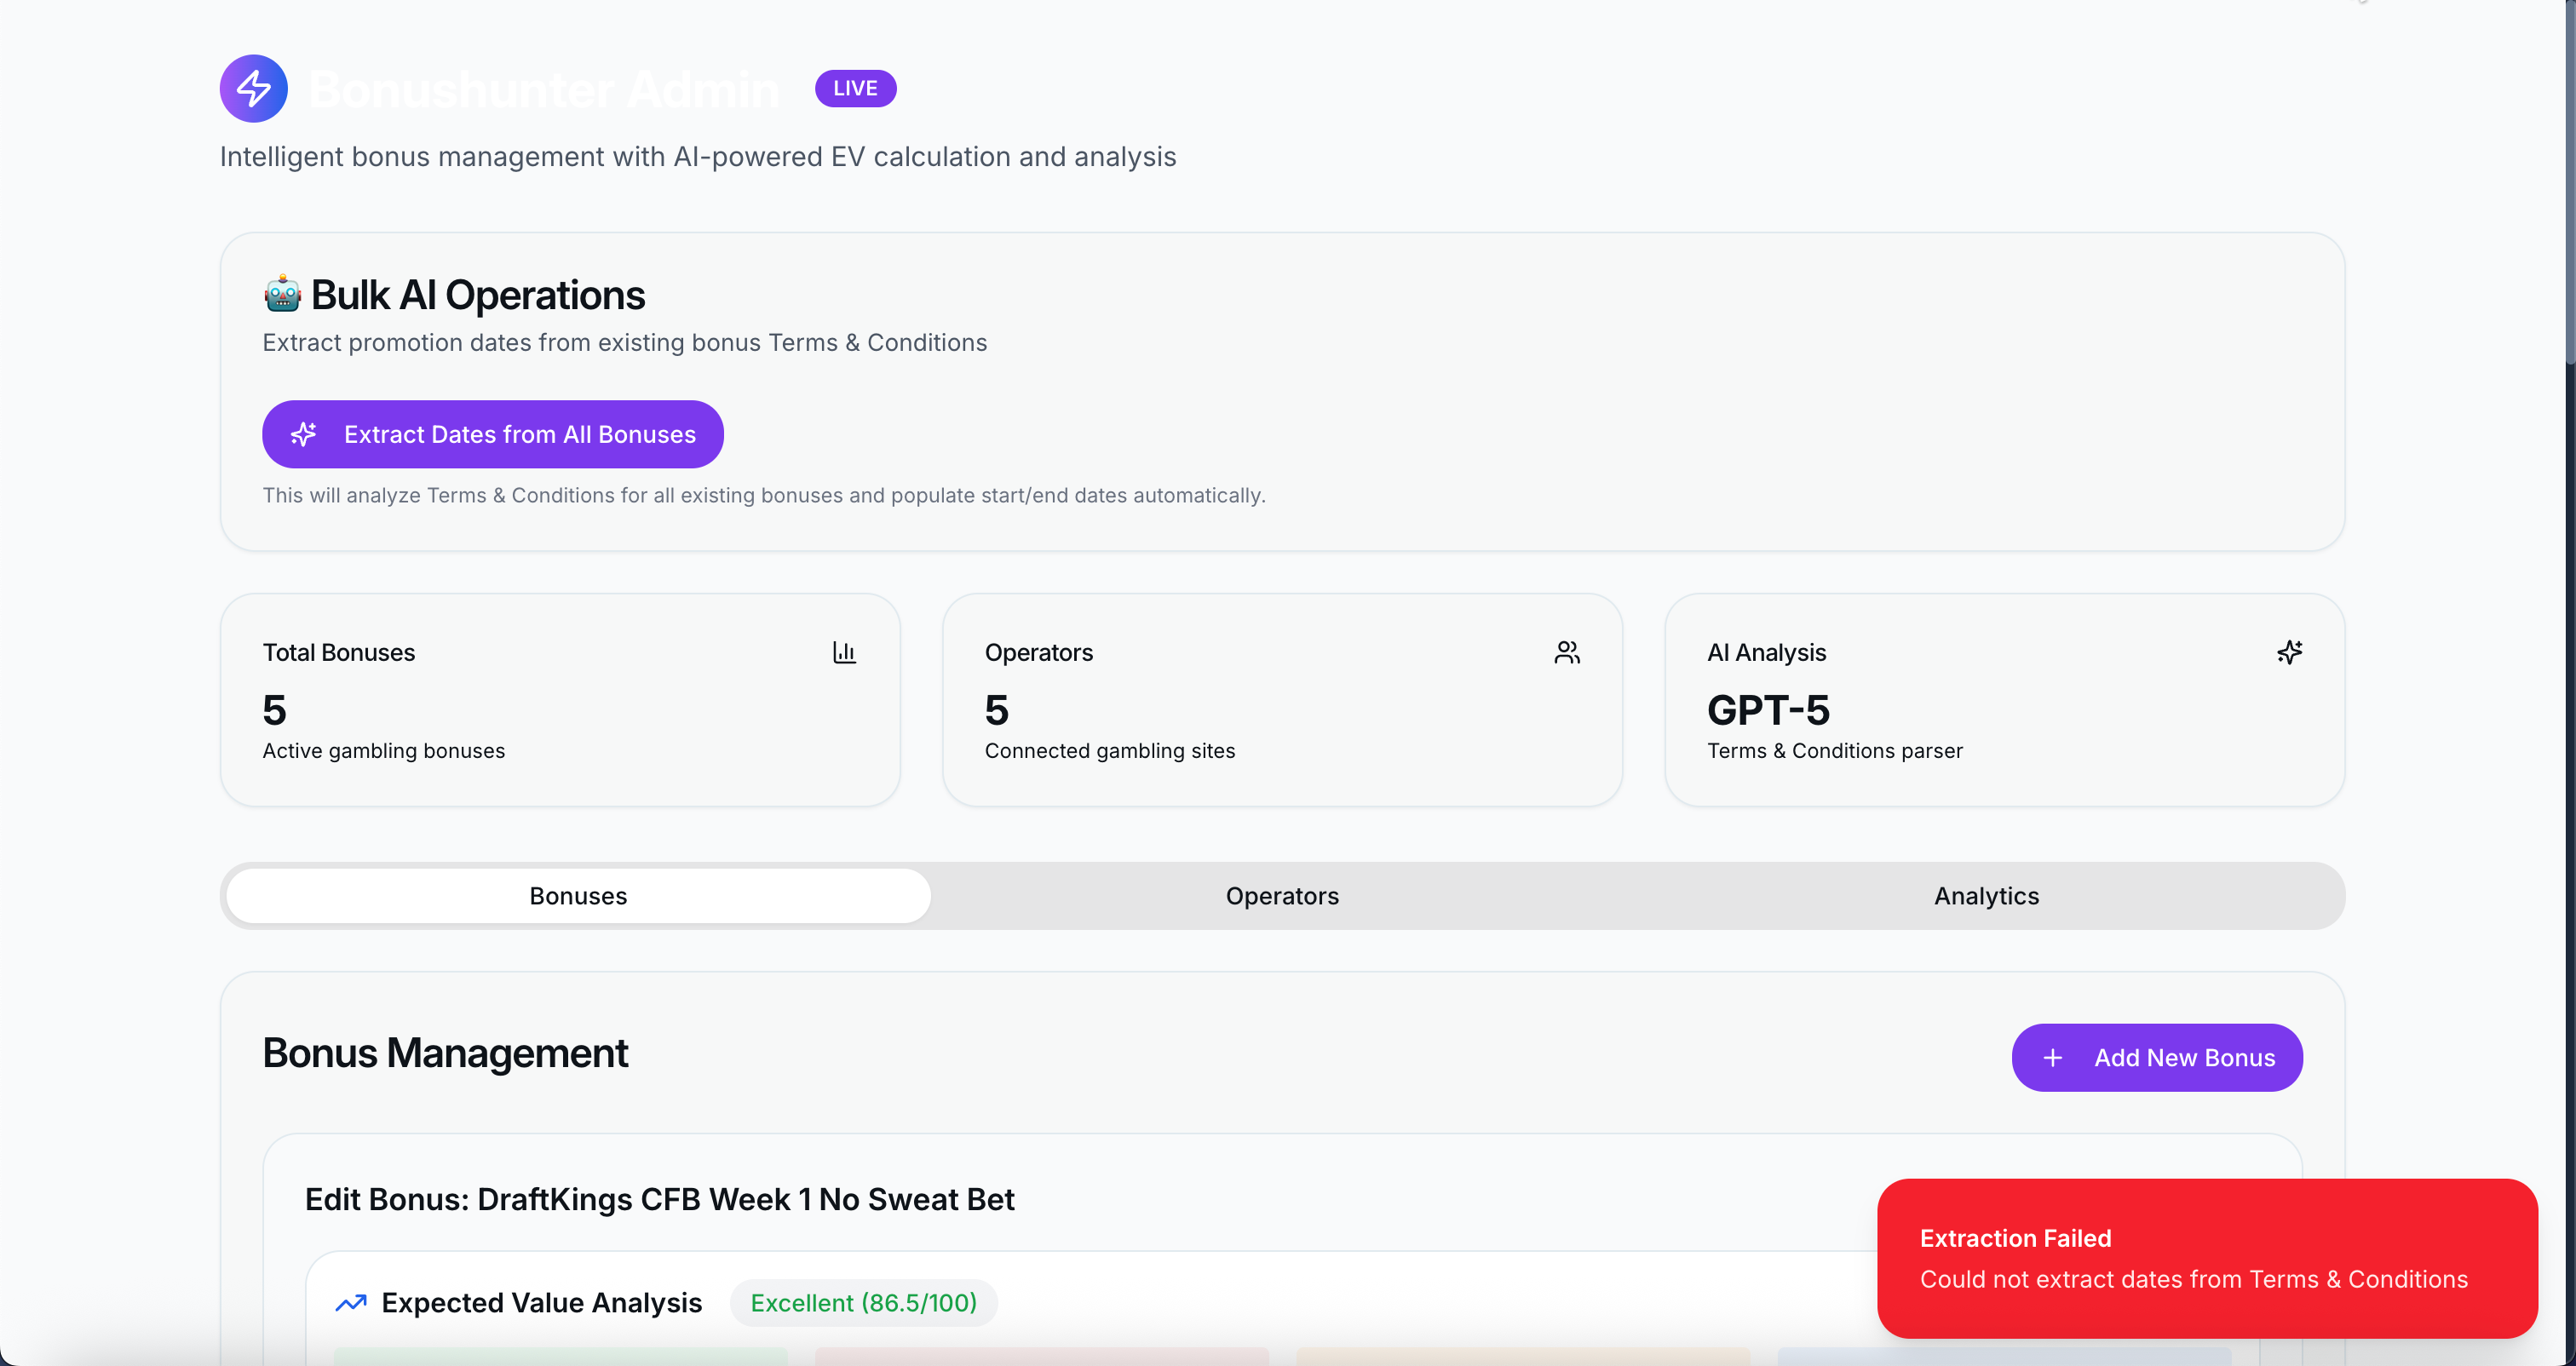 Bonushunter Admin
LIVE
Intelligent bonus management with AI-powered EV calculation and analysis
🤖 Bulk AI Operations
Extract promotion dates from existing bonus Terms & Conditions
Extract Dates from All Bonuses
This will analyze Terms & Conditions for all existing bonuses and populate start/end dates automatically.
Total Bonuses
5
Active gambling bonuses
Operators
5
Connected gambling sites
AI Analysis
GPT-5
Terms & Conditions parser
Bonuses
Operators
Analytics
Bonus Management
Add New Bonus
Edit Bonus: DraftKings CFB Week 1 No Sweat Bet
Expected Value Analysis
Excellent (86.5/100)
Extraction Failed
Could not extract dates from Terms & Conditions